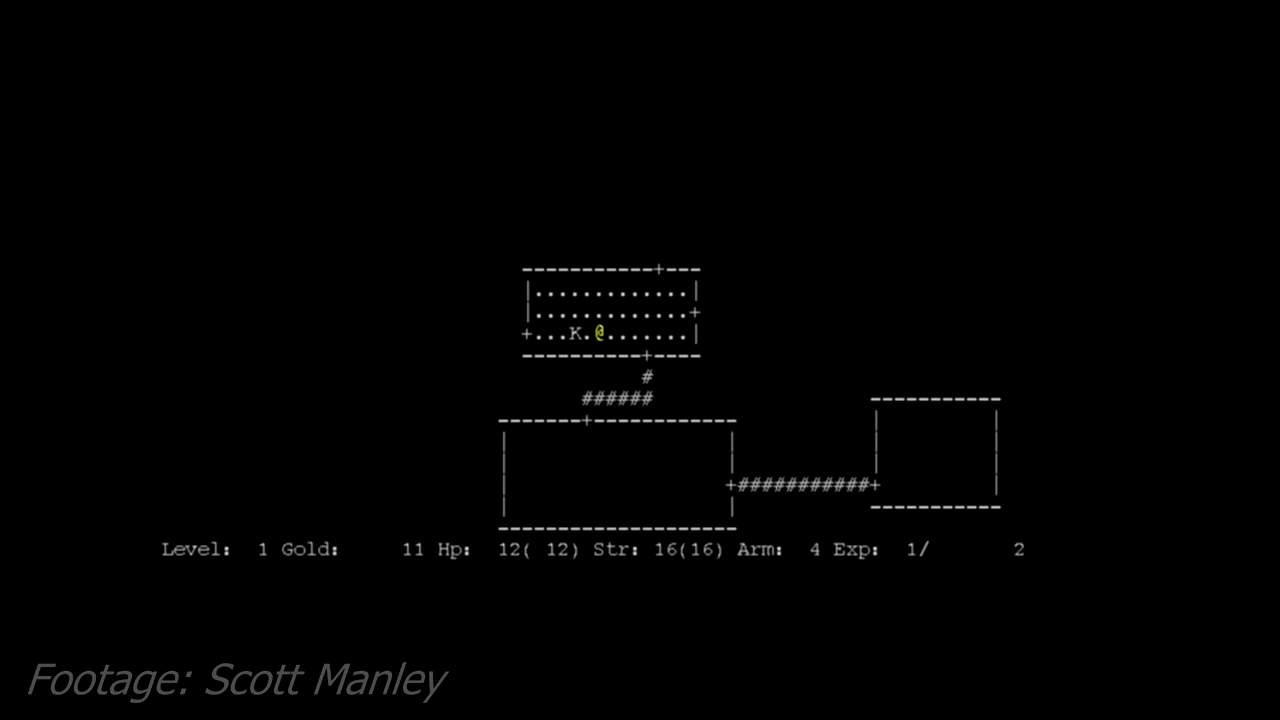 -----------+---
|.............|
|.............+
+...K.@.......|
----------+----
#
######
-------+------------
| |
| | | |
| +###########+ |
| |
--------------------
Level: 1 Gold: 11 Hp: 12( 12) Str: 16(16) Arm: 4 Exp: 1/ 2
Footage: Scott Manley